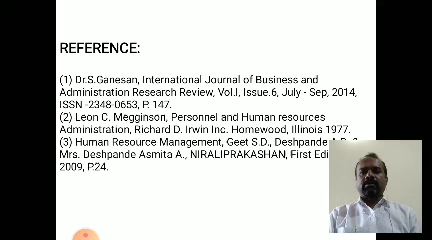 REFERENCE:
(1) Dr.S.Ganesan, International Journal of Business and
Administration Research Review, Vol.I, Issue.6, July - Sep, 2014,
ISSN -2348-0653, P. 147.
(2) Leon C. Megginson, Personnel and Human resources
Administration, Richard D. Irwin Inc. Homewood, Illinois 1977.
(3) Human Resource Management, Geet S.D., Deshpande
Mrs. Deshpande Asmita A., NIRALIPRAKASHAN, First
2009, P.24.